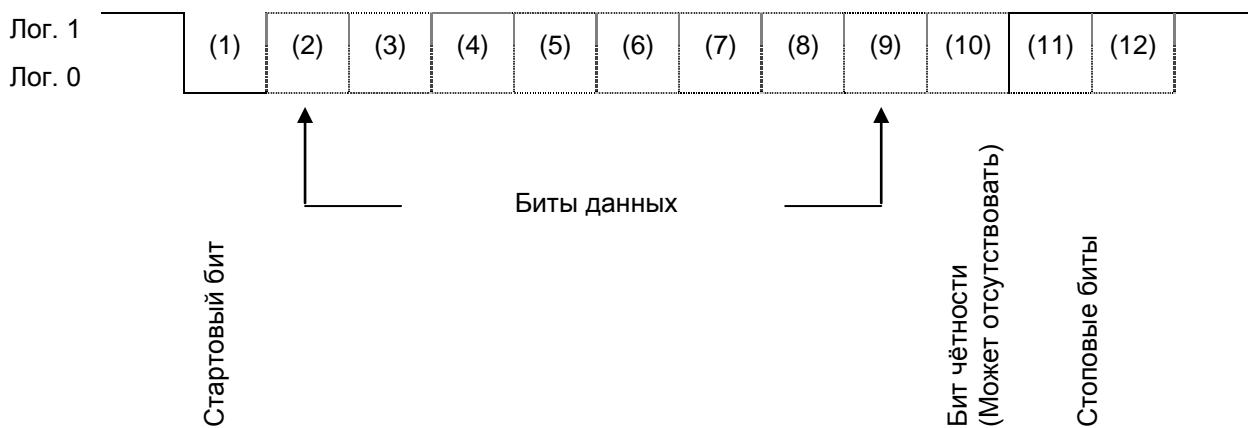 Лог. 1
(1) (2) (3) (4) (5) (6) (7) (8) (9) (10) (11) (12)
Лог. 0
Биты данных
Стартовый бит
Бит чётности
(Может отсутствовать)
Стоповые биты